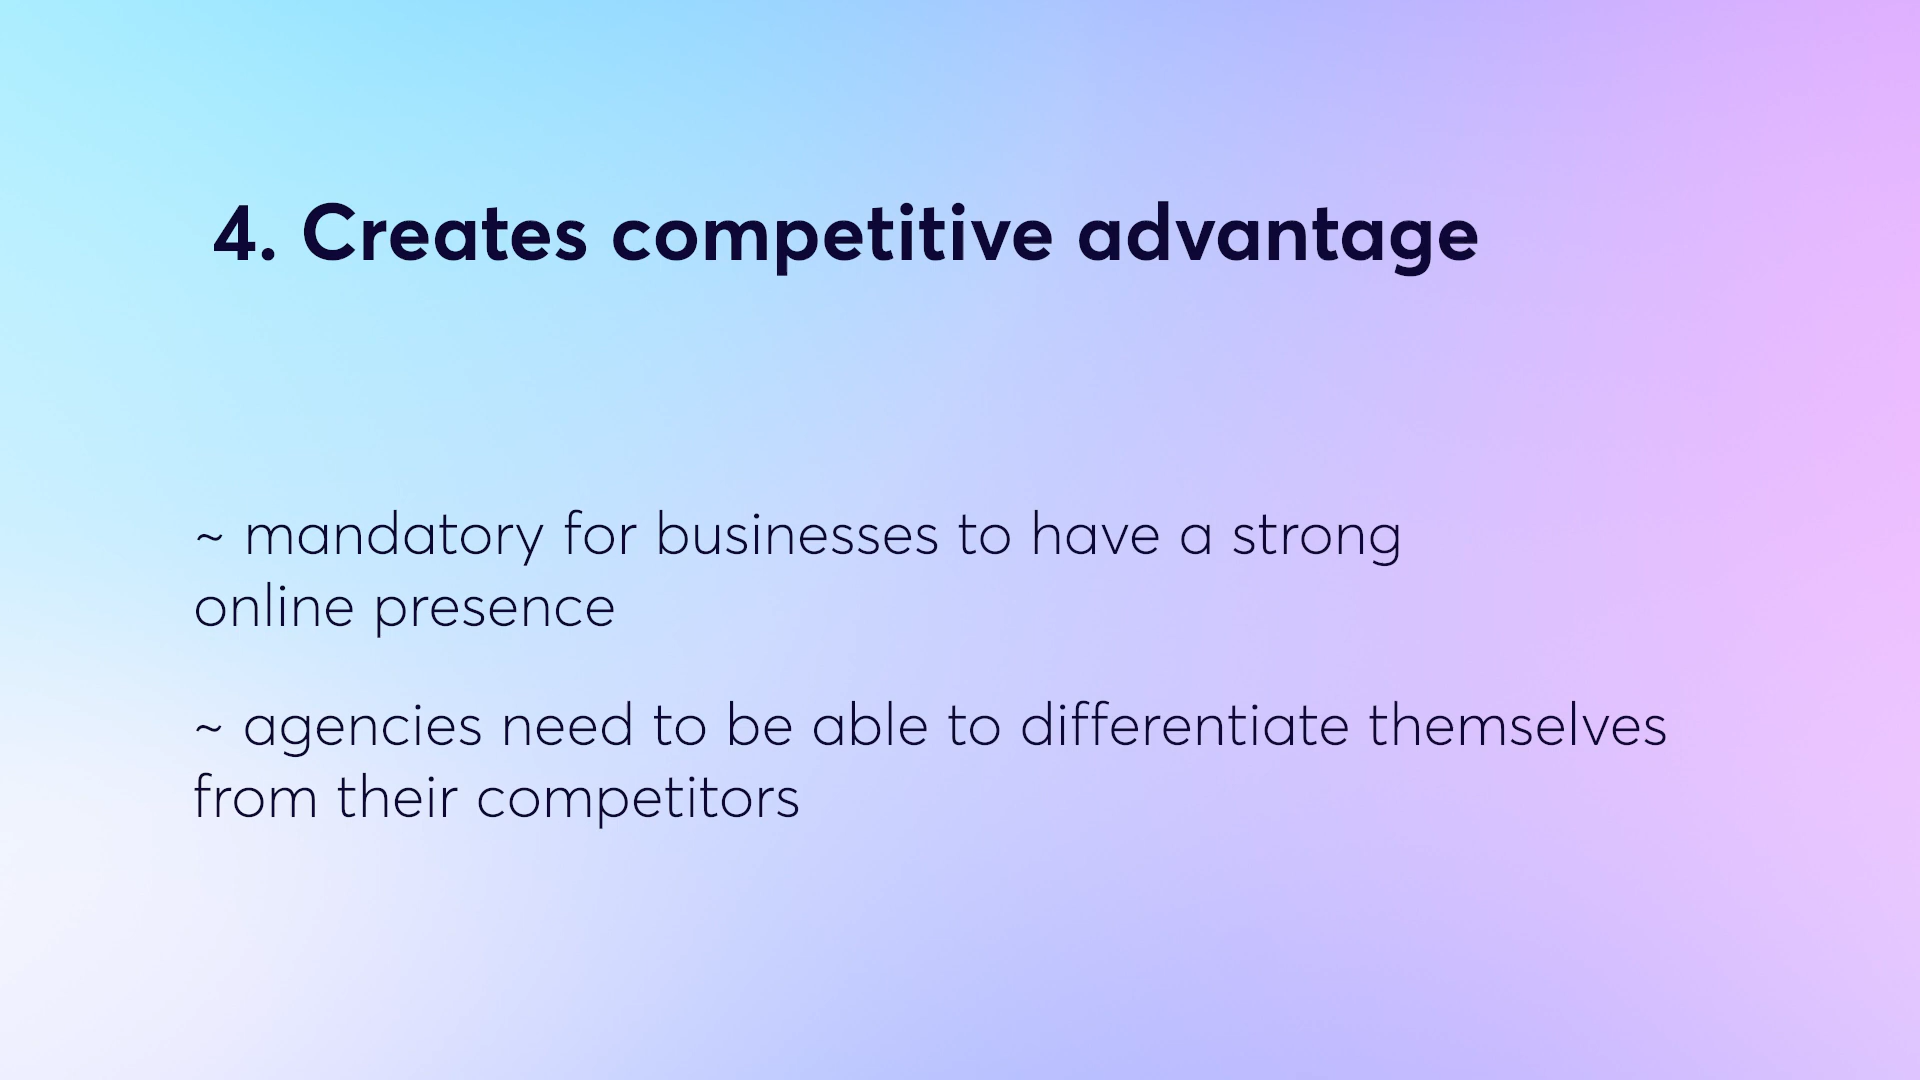 4. Creates competitive advantage
~ mandatory for businesses to have a strong
online presence
~ agencies need to be able to differentiate themselves
from their competitors